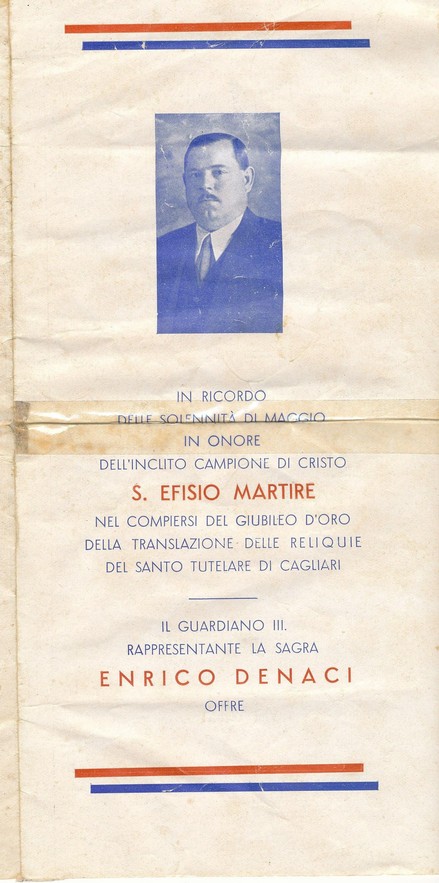 IN RICORDO
DELLE SOLENNITÀ DI MAGGIO
IN ONORE
DELL'INCLITO CAMPIONE DI CRISTO
S. EFISIO MARTIRE
NEL COMPIERSI DEL GIUBILEO D'ORO
DELLA TRANSLAZIONE DELLE RELIQUIE
DEL SANTO TUTELARE DI CAGLIARI
IL GUARDIANO III.
RAPPRESENTANTE LA SAGRA
ENRICO DENACI
OFFRE